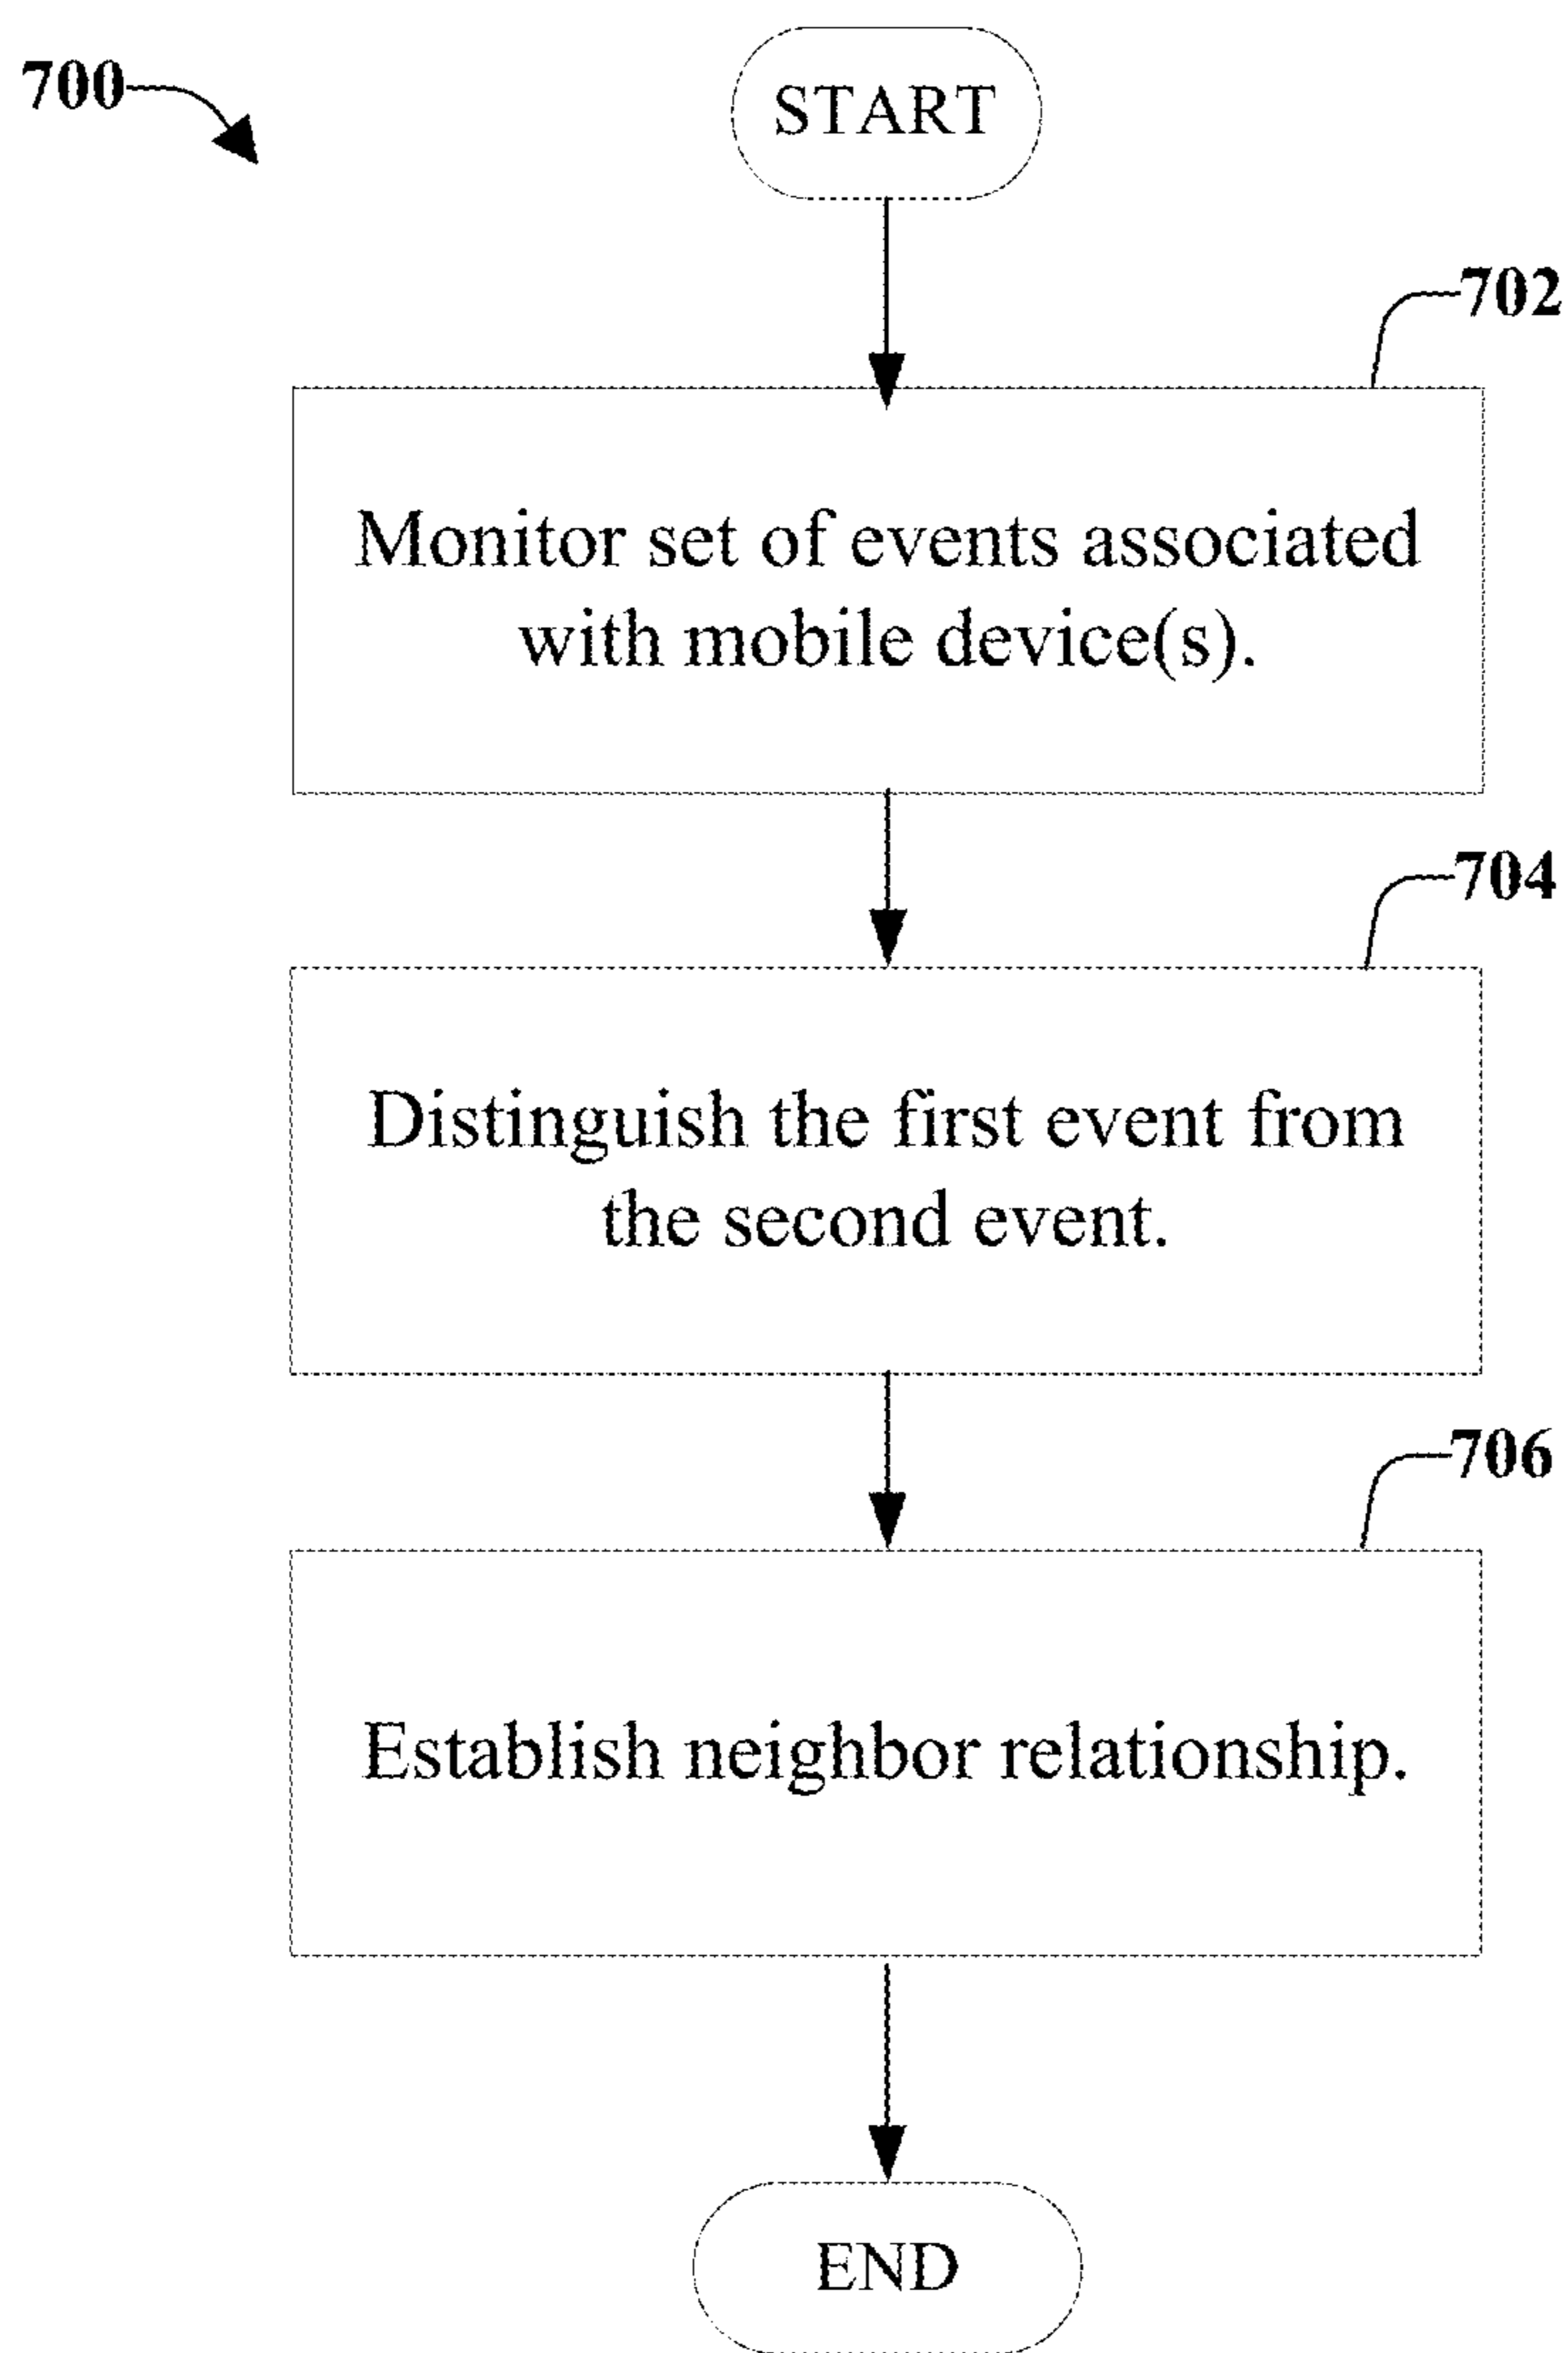 700
START
702
Monitor set of events associated
with mobile device(s).
704
Distinguish the first event from
the second event.
706
Establish neighbor relationship.
END